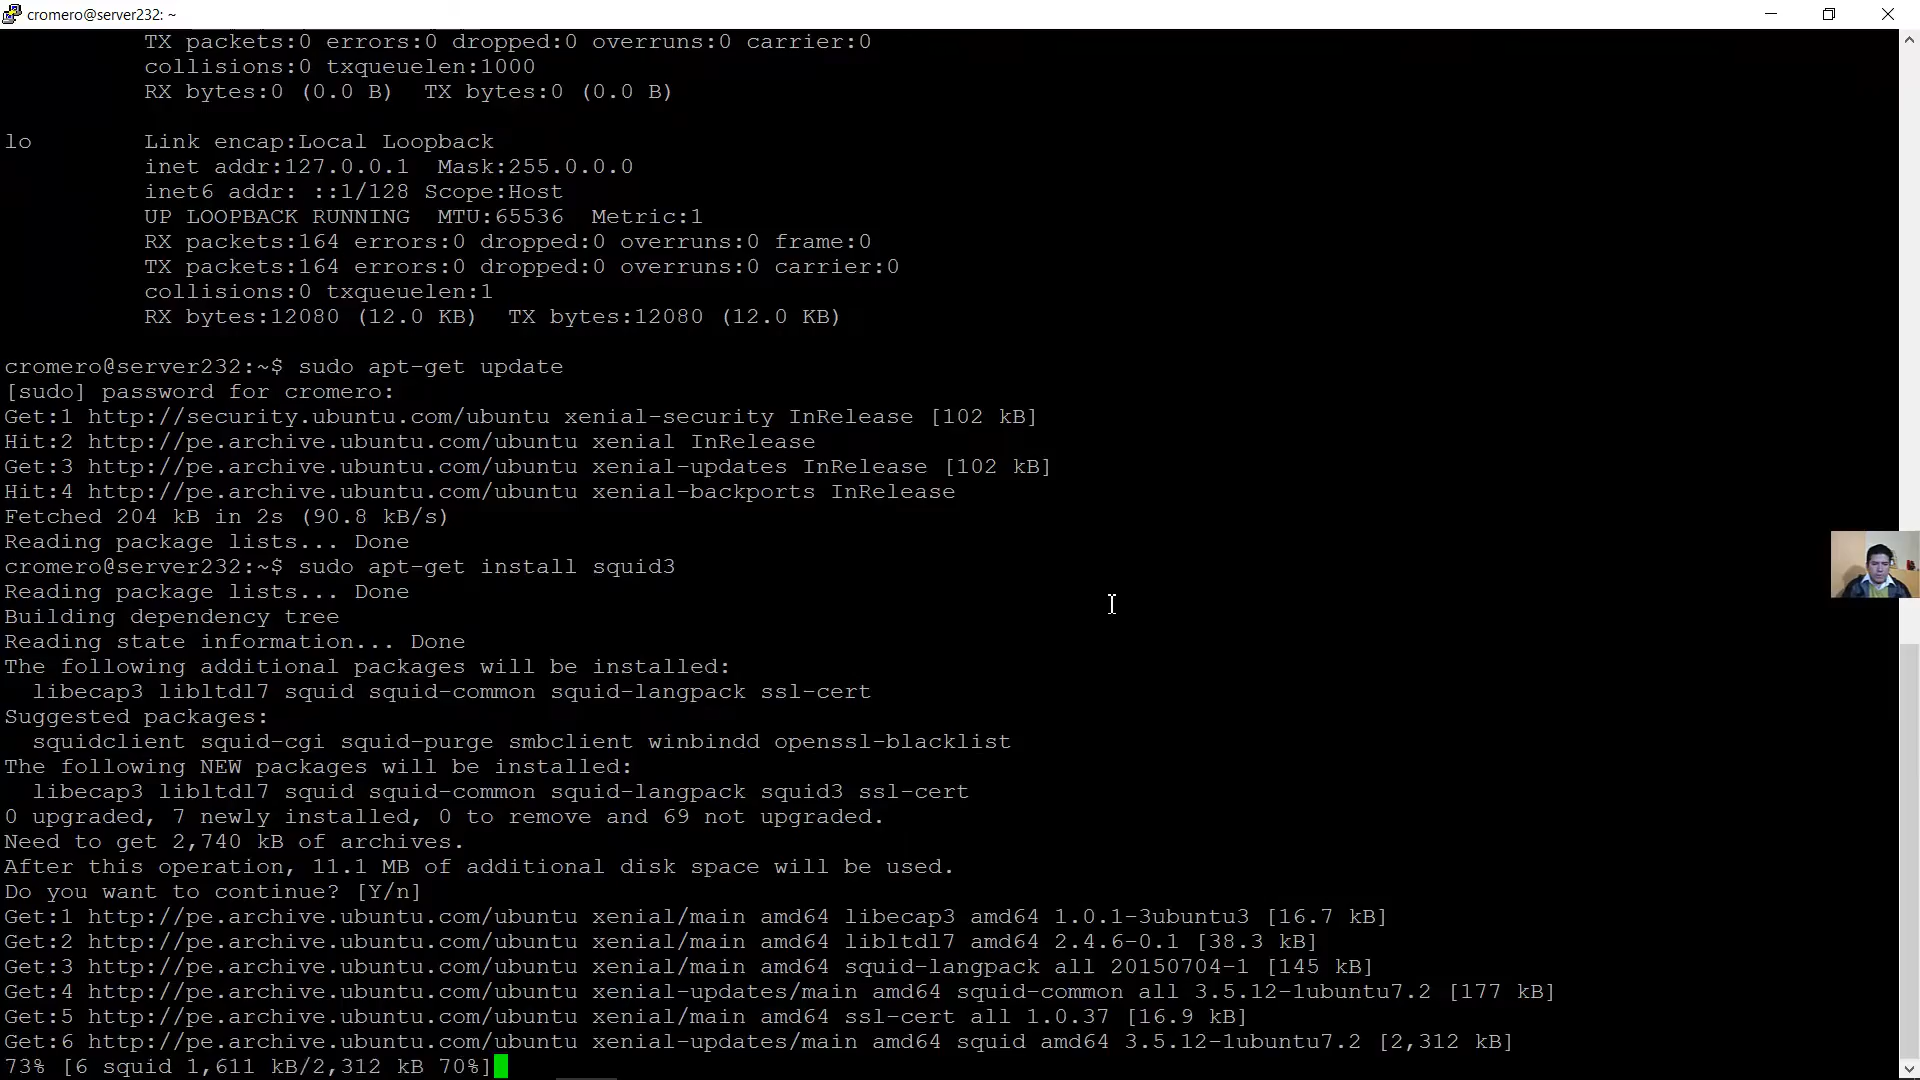 cromero@server232: ~
TX packets:0 errors:0 dropped:0 overruns:0 carrier:0
collisions:0 txqueuelen:1000
RX bytes:0 (0.0 B)  TX bytes:0 (0.0 B)
lo        Link encap:Local Loopback
inet addr:127.0.0.1  Mask:255.0.0.0
inet6 addr: ::1/128 Scope:Host
UP LOOPBACK RUNNING  MTU:65536  Metric:1
RX packets:164 errors:0 dropped:0 overruns:0 frame:0
TX packets:164 errors:0 dropped:0 overruns:0 carrier:0
collisions:0 txqueuelen:1
RX bytes:12080 (12.0 KB)  TX bytes:12080 (12.0 KB)
cromero@server232:~$ sudo apt-get update
[sudo] password for cromero:
Get:1 http://security.ubuntu.com/ubuntu xenial-security InRelease [102 kB]
Hit:2 http://pe.archive.ubuntu.com/ubuntu xenial InRelease
Get:3 http://pe.archive.ubuntu.com/ubuntu xenial-updates InRelease [102 kB]
Hit:4 http://pe.archive.ubuntu.com/ubuntu xenial-backports InRelease
Fetched 204 kB in 2s (90.8 kB/s)
Reading package lists... Done
cromero@server232:~$ sudo apt-get install squid3
Reading package lists... Done
Building dependency tree
Reading state information... Done
The following additional packages will be installed:
libecap3 libltdl7 squid squid-common squid-langpack ssl-cert
Suggested packages:
squidclient squid-cgi squid-purge smbclient winbindd openssl-blacklist
The following NEW packages will be installed:
libecap3 libltdl7 squid squid-common squid-langpack squid3 ssl-cert
0 upgraded, 7 newly installed, 0 to remove and 69 not upgraded.
Need to get 2,740 kB of archives.
After this operation, 11.1 MB of additional disk space will be used.
Do you want to continue? [Y/n]
Get:1 http://pe.archive.ubuntu.com/ubuntu xenial/main amd64 libecap3 amd64 1.0.1-3ubuntu3 [16.7 kB]
Get:2 http://pe.archive.ubuntu.com/ubuntu xenial/main amd64 libltdl7 amd64 2.4.6-0.1 [38.3 kB]
Get:3 http://pe.archive.ubuntu.com/ubuntu xenial/main amd64 squid-langpack all 20150704-1 [145 kB]
Get:4 http://pe.archive.ubuntu.com/ubuntu xenial-updates/main amd64 squid-common all 3.5.12-1ubuntu7.2 [177 kB]
Get:5 http://pe.archive.ubuntu.com/ubuntu xenial/main amd64 ssl-cert all 1.0.37 [16.9 kB]
Get:6 http://pe.archive.ubuntu.com/ubuntu xenial-updates/main amd64 squid amd64 3.5.12-1ubuntu7.2 [2,312 kB]
73% [6 squid 1,611 kB/2,312 kB 70%]